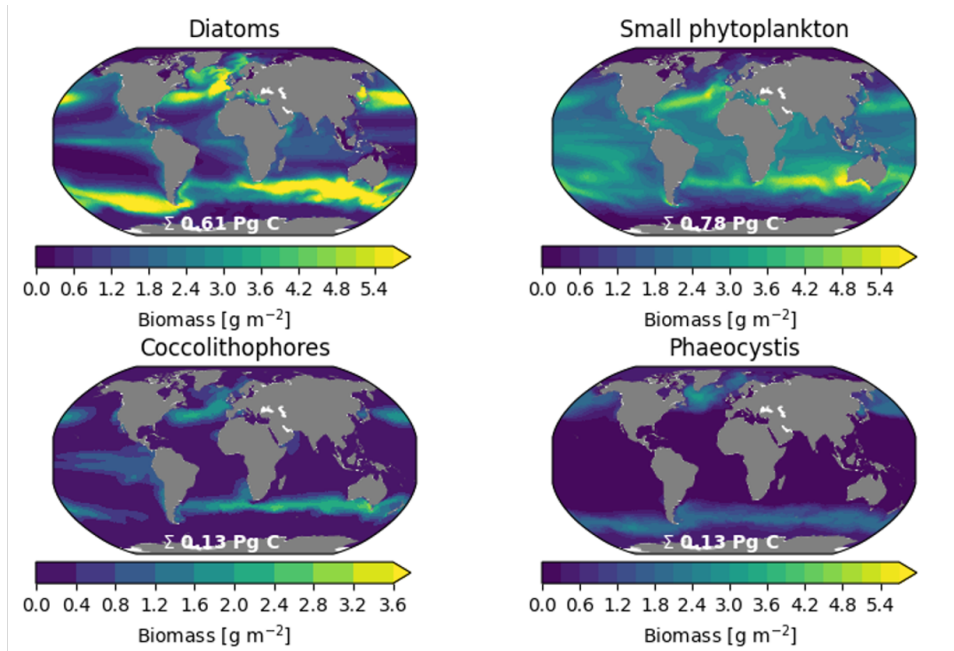 Diatoms
Small phytoplankton
Σ 0.61 Pg C
Σ 0.78 Pg C
0.0 0.6 1.2 1.8 2.4 3.0 3.6 4.2 4.8 5.4
0.0 0.6 1.2 1.8 2.4 3.0 3.6 4.2 4.8 5.4
Biomass [g m⁻²]
Biomass [g m⁻²]
Coccolithophores
Phaeocystis
Σ 0.13 Pg C
Σ 0.13 Pg C
0.0 0.4 0.8 1.2 1.6 2.0 2.4 2.8 3.2 3.6
0.0 0.6 1.2 1.8 2.4 3.0 3.6 4.2 4.8 5.4
Biomass [g m⁻²]
Biomass [g m⁻²]